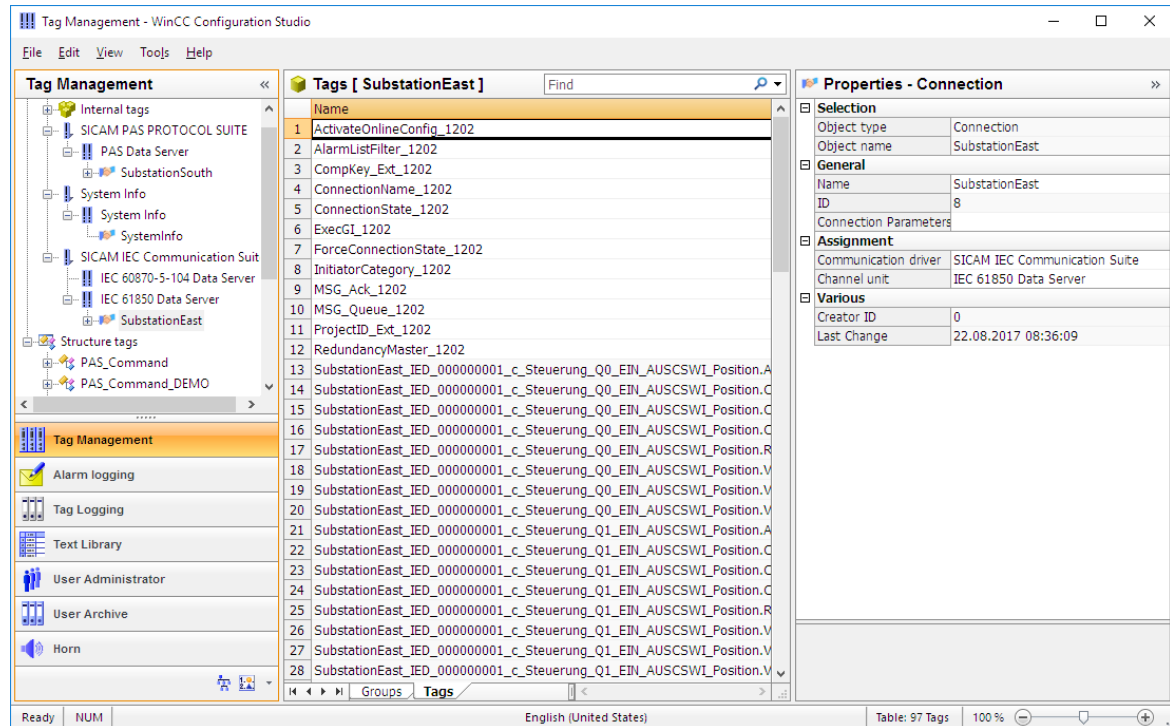 Tag Management - WinCC Configuration Studio
File Edit View Tools Help
Tag Management «
Internal tags
SICAM PAS PROTOCOL SUITE
PAS Data Server
SubstationSouth
System Info
System Info
SystemInfo
SICAM IEC Communication Suit
IEC 60870-5-104 Data Server
IEC 61850 Data Server
SubstationEast
Structure tags
PAS_Command
PAS_Command_DEMO
Tag Management
Alarm logging
Tag Logging
Text Library
User Administrator
User Archive
Horn
Tags [ SubstationEast ] Find
Name
1 ActivateOnlineConfig_1202
2 AlarmListFilter_1202
3 CompKey_Ext_1202
4 ConnectionName_1202
5 ConnectionState_1202
6 ExecGI_1202
7 ForceConnectionState_1202
8 InitiatorCategory_1202
9 MSG_Ack_1202
10 MSG_Queue_1202
11 ProjectID_Ext_1202
12 RedundancyMaster_1202
13 SubstationEast_IED_000000001_c_Steuerung_Q0_EIN_AUSCSWI_Position.A
14 SubstationEast_IED_000000001_c_Steuerung_Q0_EIN_AUSCSWI_Position.C
15 SubstationEast_IED_000000001_c_Steuerung_Q0_EIN_AUSCSWI_Position.C
16 SubstationEast_IED_000000001_c_Steuerung_Q0_EIN_AUSCSWI_Position.C
17 SubstationEast_IED_000000001_c_Steuerung_Q0_EIN_AUSCSWI_Position.R
18 SubstationEast_IED_000000001_c_Steuerung_Q0_EIN_AUSCSWI_Position.V
19 SubstationEast_IED_000000001_c_Steuerung_Q0_EIN_AUSCSWI_Position.V
20 SubstationEast_IED_000000001_c_Steuerung_Q0_EIN_AUSCSWI_Position.V
21 SubstationEast_IED_000000001_c_Steuerung_Q1_EIN_AUSCSWI_Position.A
22 SubstationEast_IED_000000001_c_Steuerung_Q1_EIN_AUSCSWI_Position.C
23 SubstationEast_IED_000000001_c_Steuerung_Q1_EIN_AUSCSWI_Position.C
24 SubstationEast_IED_000000001_c_Steuerung_Q1_EIN_AUSCSWI_Position.C
25 SubstationEast_IED_000000001_c_Steuerung_Q1_EIN_AUSCSWI_Position.R
26 SubstationEast_IED_000000001_c_Steuerung_Q1_EIN_AUSCSWI_Position.V
27 SubstationEast_IED_000000001_c_Steuerung_Q1_EIN_AUSCSWI_Position.V
28 SubstationEast_IED_000000001_c_Steuerung_Q1_EIN_AUSCSWI_Position.V
Groups Tags
Properties - Connection »
Selection
Object type Connection
Object name SubstationEast
General
Name SubstationEast
ID 8
Connection Parameters
Assignment
Communication driver SICAM IEC Communication Suite
Channel unit IEC 61850 Data Server
Various
Creator ID 0
Last Change 22.08.2017 08:36:09
Ready NUM English (United States) Table: 97 Tags 100 %